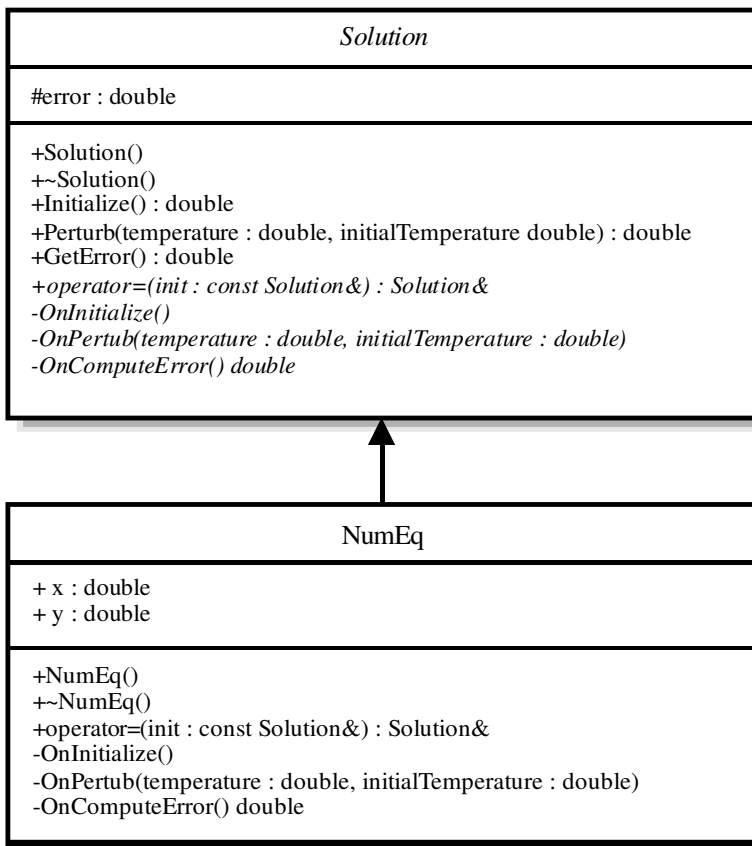 Solution
#error : double
+Solution()
+~Solution()
+Initialize() : double
+Perturb(temperature : double, initialTemperature double) : double
+GetError() : double
+operator=(init : const Solution&) : Solution&
-OnInitialize()
-OnPertub(temperature : double, initialTemperature : double)
-OnComputeError() double
NumEq
+ x : double
+ y : double
+NumEq()
+~NumEq()
+operator=(init : const Solution&) : Solution&
-OnInitialize()
-OnPertub(temperature : double, initialTemperature : double)
-OnComputeError() double